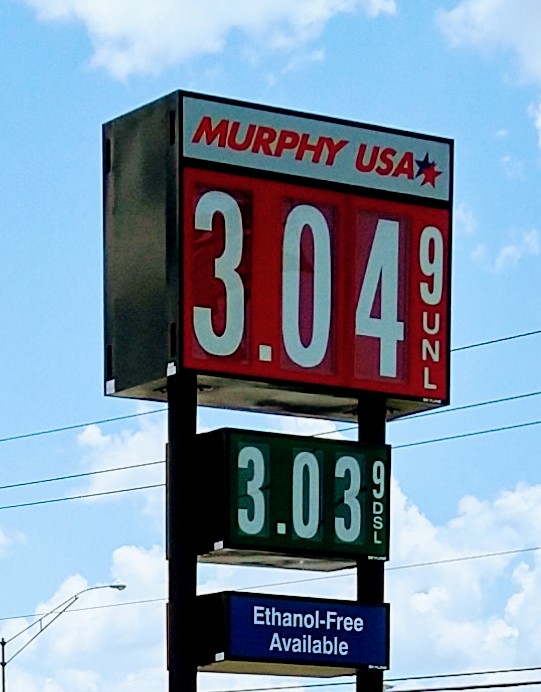 MURPHY USA
3.04 9 UNL
3.03 9 DSL
Ethanol-Free
Available